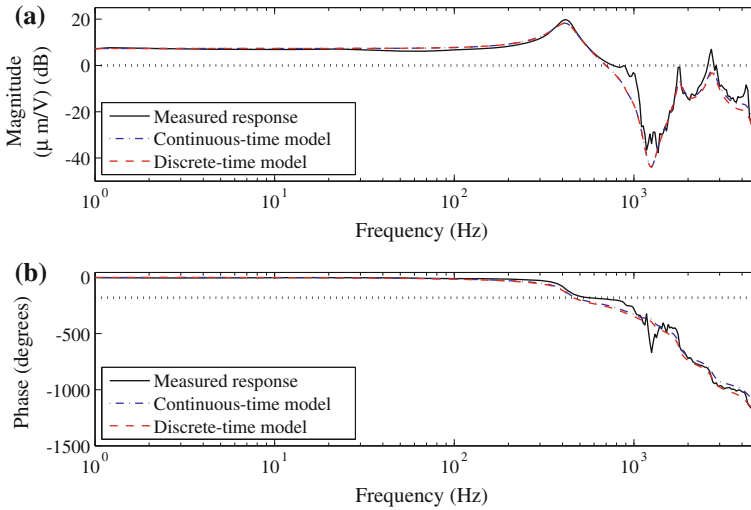 (a)
20
0
-20
-40
Magnitude
(μ m/V) (dB)
Measured response
Continuous-time model
Discrete-time model
10^0
10^1
10^2
10^3
Frequency (Hz)
(b)
0
-500
-1000
-1500
Phase (degrees)
Measured response
Continuous-time model
Discrete-time model
10^0
10^1
10^2
10^3
Frequency (Hz)